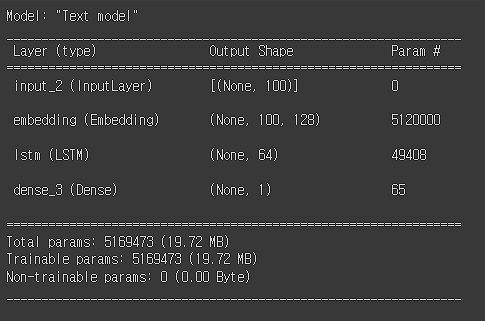 Model: "Text model"
_________________________________________________________________
Layer (type) Output Shape Param #
=================================================================
input_2 (InputLayer) [(None, 100)] 0
embedding (Embedding) (None, 100, 128) 5120000
lstm (LSTM) (None, 64) 49408
dense_3 (Dense) (None, 1) 65
=================================================================
Total params: 5169473 (19.72 MB)
Trainable params: 5169473 (19.72 MB)
Non-trainable params: 0 (0.00 Byte)
_________________________________________________________________